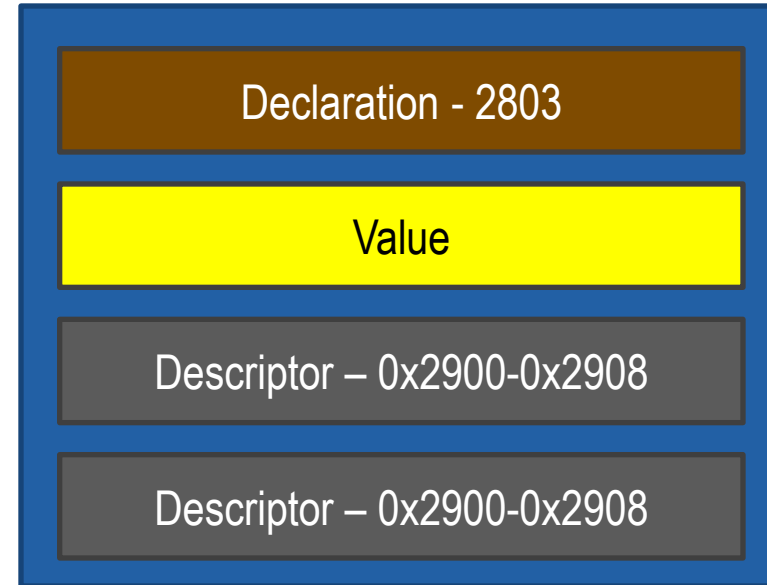 Declaration - 2803
Value
Descriptor – 0x2900-0x2908
Descriptor – 0x2900-0x2908